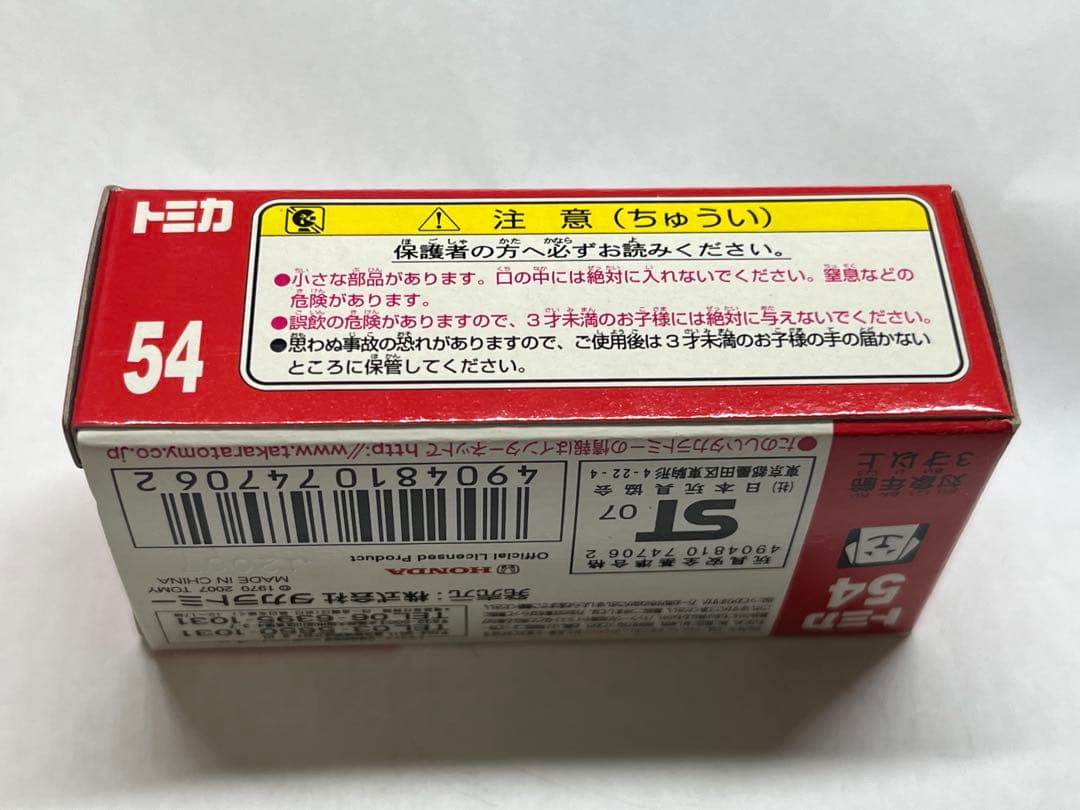 トミカ
54
注意(ちゅうい)
保護者の方へ必ずお読みください。
●小さな部品があります。口の中には絶対に入れないでください。窒息などの
危険があります。
●誤飲の危険がありますので、3才未満のお子様には絶対に与えないでください。
●思わぬ事故の恐れがありますので、ご使用後は3才未満のお子様の手の届かない
ところに保管してください。
トミカ
54
対象年齢
3才以上
玩具安全基準合格
4904810 74706 2
ST 07
(社)日本玩具協会
東京都墨田区東駒形4-22-4
発売元:株式会社タカラトミー
© 1970 2007 TOMY
MADE IN CHINA
HONDA
Official Licensed Product
4904810747062
●たのしいタカラトミーの情報はインターネットで http://www.takaratomy.co.jp